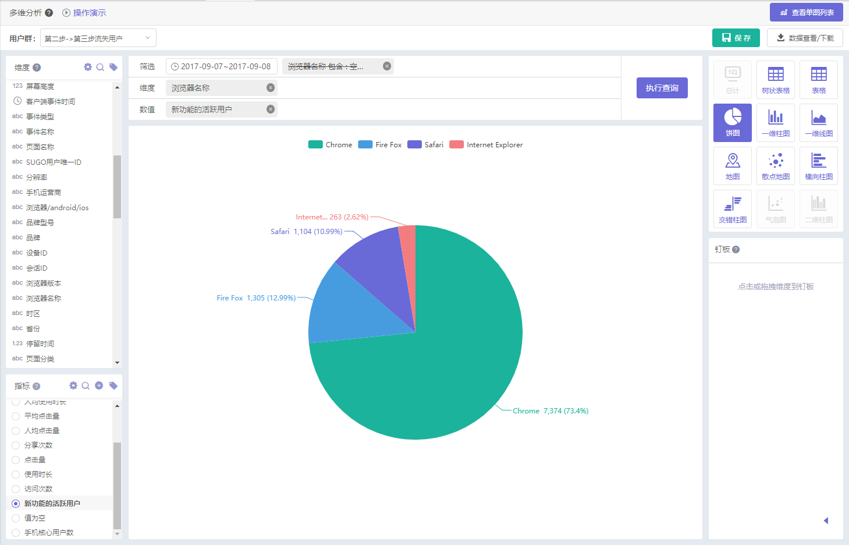 多维分析 操作演示 查看单图列表
用户群: 第二步->第三步流失用户 保存 数据查看/下载
维度
123 屏幕高度
客户端事件时间
abc 事件类型
abc 事件名称
abc 页面名称
abc SUGO用户唯一ID
abc 分辨率
abc 手机运营商
abc 浏览器/android/ios
abc 品牌型号
abc 品牌
abc 设备ID
abc 会话ID
abc 浏览器版本
abc 浏览器名称
abc 时区
abc 省份
123 停留时间
abc 页面分类
指标
人均使用时长
平均点击量
人均点击量
分享次数
点击量
使用时长
访问次数
新功能的活跃用户
值为空
手机核心用户数
筛选 2017-09-07~2017-09-08 浏览器名称 包含 : 空...
维度 浏览器名称
数值 新功能的活跃用户
执行查询
Chrome Fire Fox Safari Internet Explorer
Internet... 263 (2.62%)
Safari 1,104 (10.99%)
Fire Fox 1,305 (12.99%)
Chrome 7,374 (73.4%)
总计 树状表格 表格
饼图 一维柱图 一维线图
地图 散点地图 横向柱图
交错柱图 气泡图 二维柱图
钉板
点击或拖拽维度到钉板